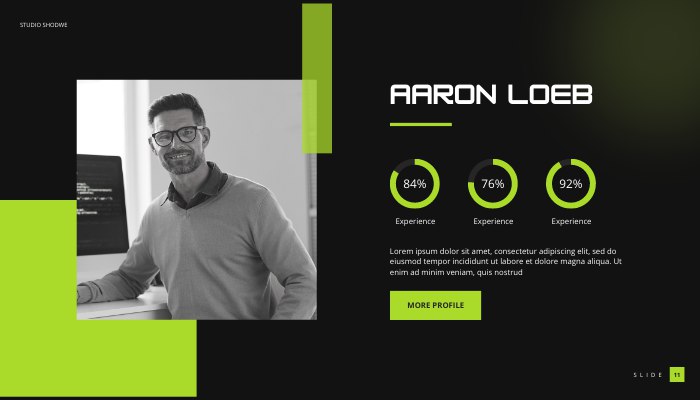 STUDIO SHODWE
AARON LOEB
84%
76%
92%
Experience
Experience
Experience
Lorem ipsum dolor sit amet, consectetur adipiscing elit, sed do
eiusmod tempor incididunt ut labore et dolore magna aliqua. Ut
enim ad minim veniam, quis nostrud
MORE PROFILE
SLIDE 11